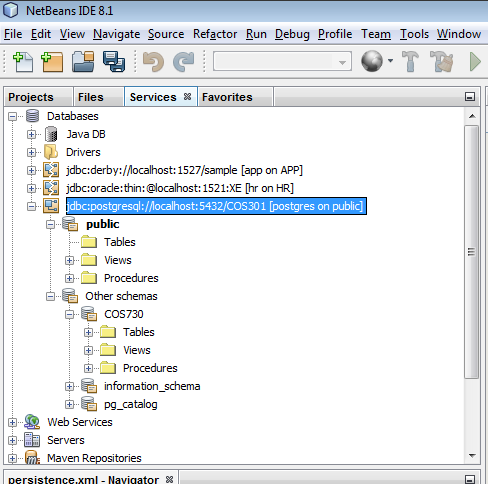 NetBeans IDE 8.1
File Edit View Navigate Source Refactor Run Debug Profile Team Tools Window
Projects Files Services Favorites
Databases
Java DB
Drivers
jdbc:derby://localhost:1527/sample [app on APP]
jdbc:oracle:thin:@localhost:1521:XE [hr on HR]
jdbc:postgresql://localhost:5432/COS301 [postgres on public]
public
Tables
Views
Procedures
Other schemas
COS730
Tables
Views
Procedures
information_schema
pg_catalog
Web Services
Servers
Maven Repositories
persistence.xml - Navigator